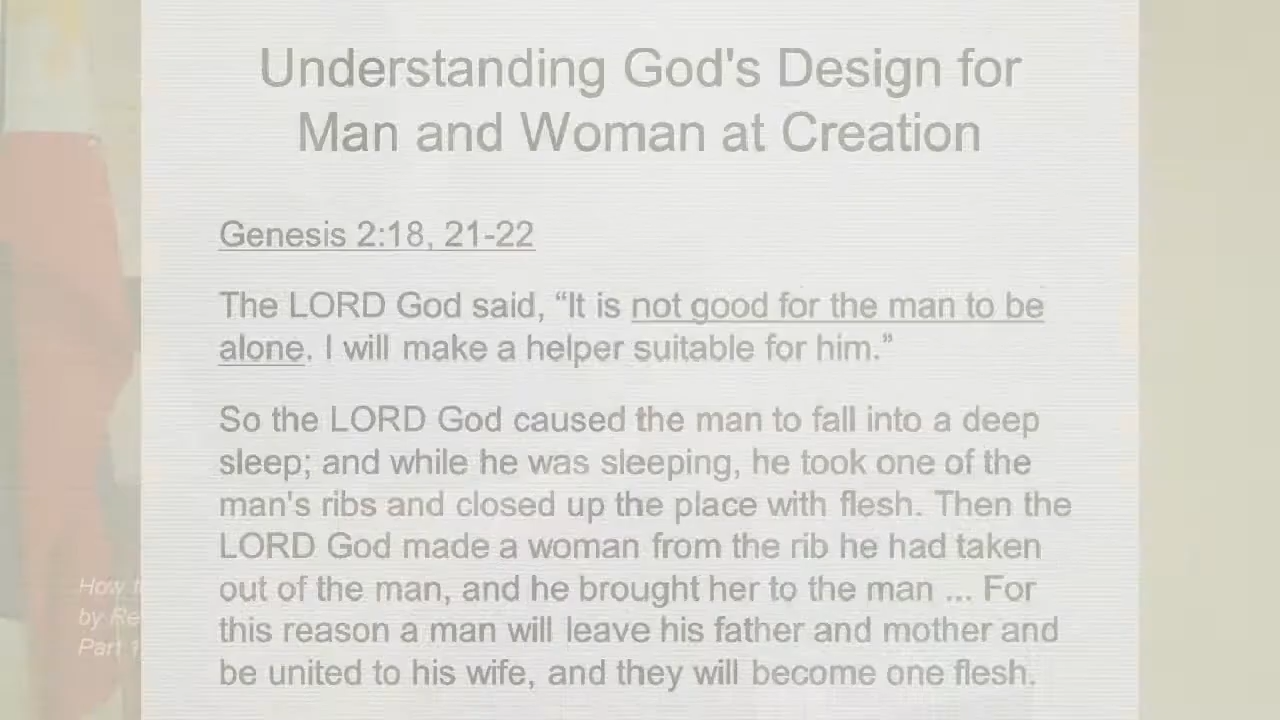 Understanding God's Design for
Man and Woman at Creation
Genesis 2:18, 21-22
The LORD God said, “It is not good for the man to be
alone. I will make a helper suitable for him.”
So the LORD God caused the man to fall into a deep
sleep; and while he was sleeping, he took one of the
man's ribs and closed up the place with flesh. Then the
LORD God made a woman from the rib he had taken
out of the man, and he brought her to the man ... For
this reason a man will leave his father and mother and
be united to his wife, and they will become one flesh.
How
by
Part 1